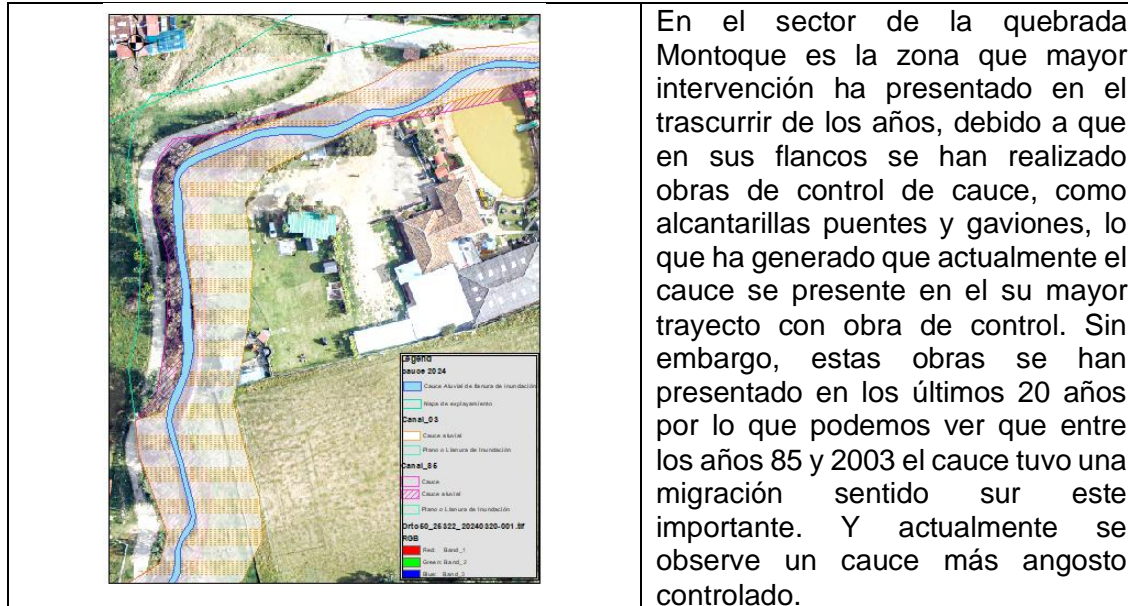 Legend
cauce 2024
Cauce Aluvial de llanura de inundación
Napa de explayamiento
Canal_03
Cauce aluvial
Plano o Llanura de Inundación
Canal_85
Cauce
Cauce aluvial
Plano o Llanura de Inundación
Orto50_25322_20240320-001.tif
RGB
Red: Band_1
Green: Band_2
Blue: Band_3
En el sector de la quebrada
Montoque es la zona que mayor
intervención ha presentado en el
trascurrir de los años, debido a que
en sus flancos se han realizado
obras de control de cauce, como
alcantarillas puentes y gaviones, lo
que ha generado que actualmente el
cauce se presente en el su mayor
trayecto con obra de control. Sin
embargo, estas obras se han
presentado en los últimos 20 años
por lo que podemos ver que entre
los años 85 y 2003 el cauce tuvo una
migración sentido sur este
importante. Y actualmente se
observe un cauce más angosto
controlado.